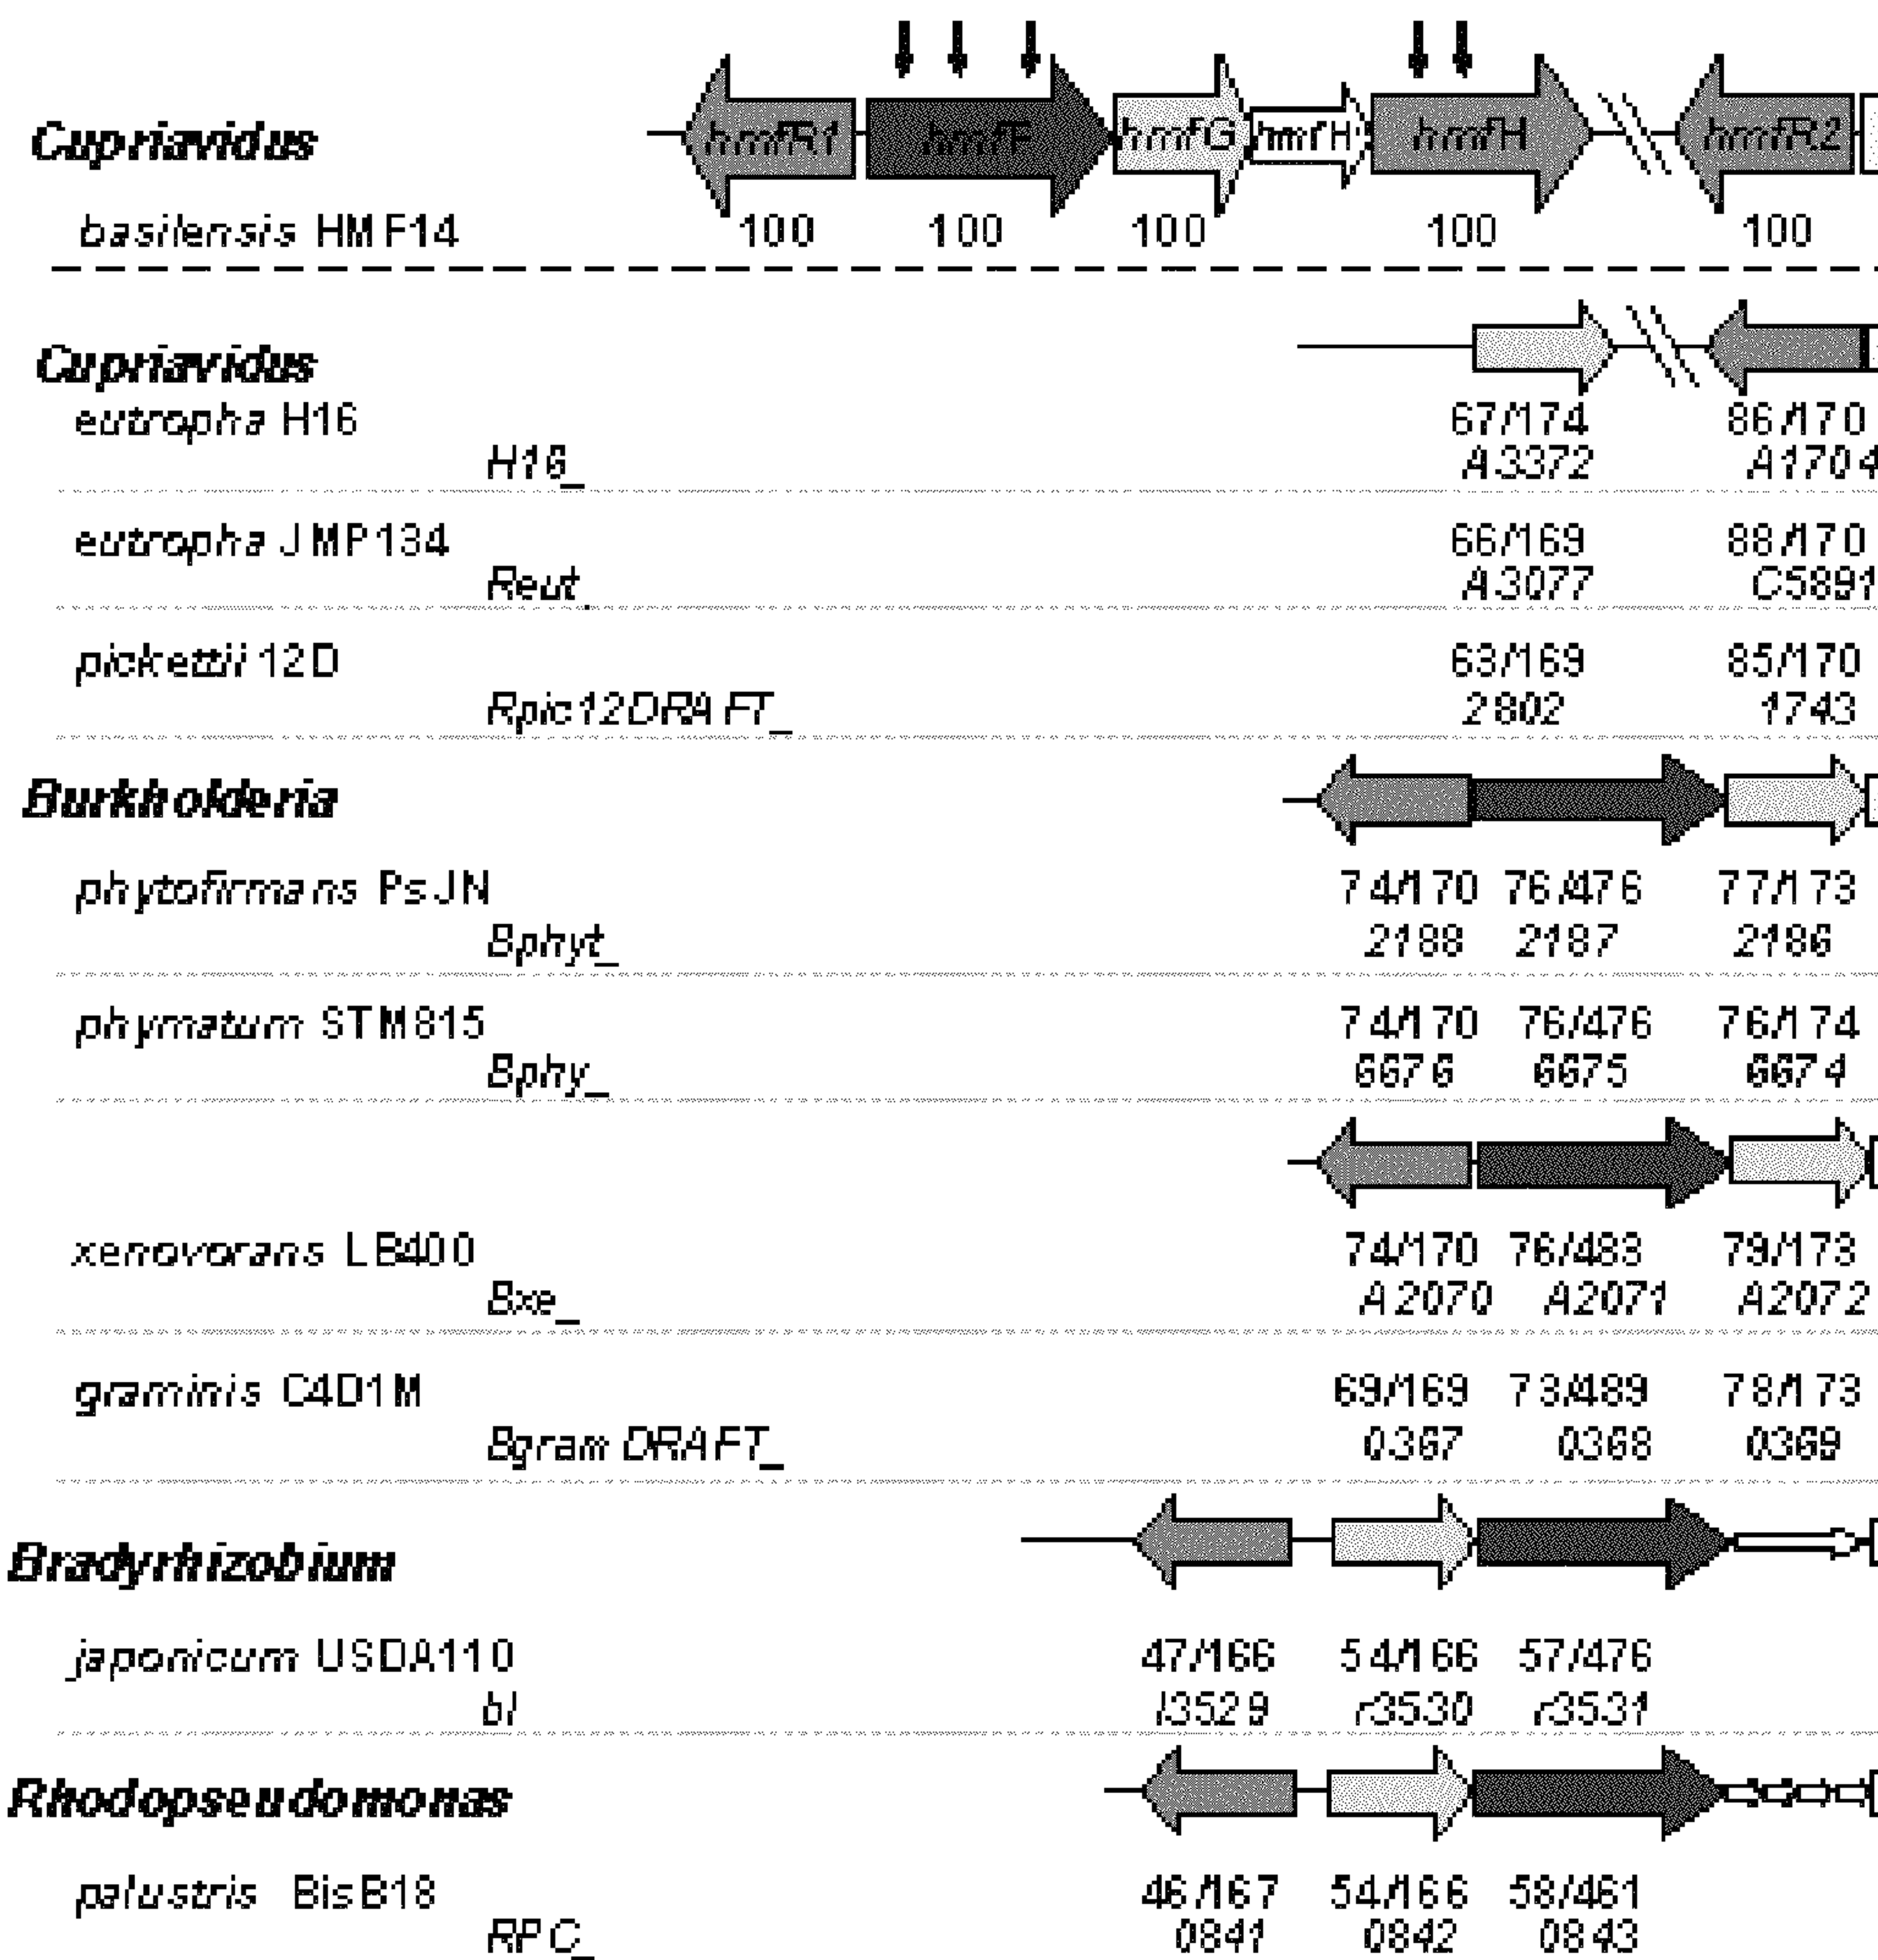 Cupriavidus hmfR1 hmfF hmfG hmfH' hmfH hmfR2
basilensis HMF14 100 100 100 100 100
Cupriavidus
eutropha H16 67/174 86/170
H16_ A3372 A1704
eutropha JMP134 66/169 88/170
Reut_ A3077 C5891
pickettii 12D 63/169 85/170
Rpic12DRAFT_ 2802 1743
Burkholderia
phytofirmans PsJN 74/170 76/476 77/173
Bphyt_ 2188 2187 2186
phymatum STM815 74/170 76/476 76/174
Bphy_ 6676 6675 6674
xenovorans LB400 74/170 76/483 79/173
Bxe_ A2070 A2071 A2072
graminis C4D1M 69/169 73/489 78/173
Bgram DRAFT_ 0367 0368 0369
Bradyrhizobium
japonicum USDA110 47/166 54/166 57/476
bl l3529 r3530 r3531
Rhodopseudomonas
palustris BisB18 46/167 54/166 58/461
RPC_ 0841 0842 0843